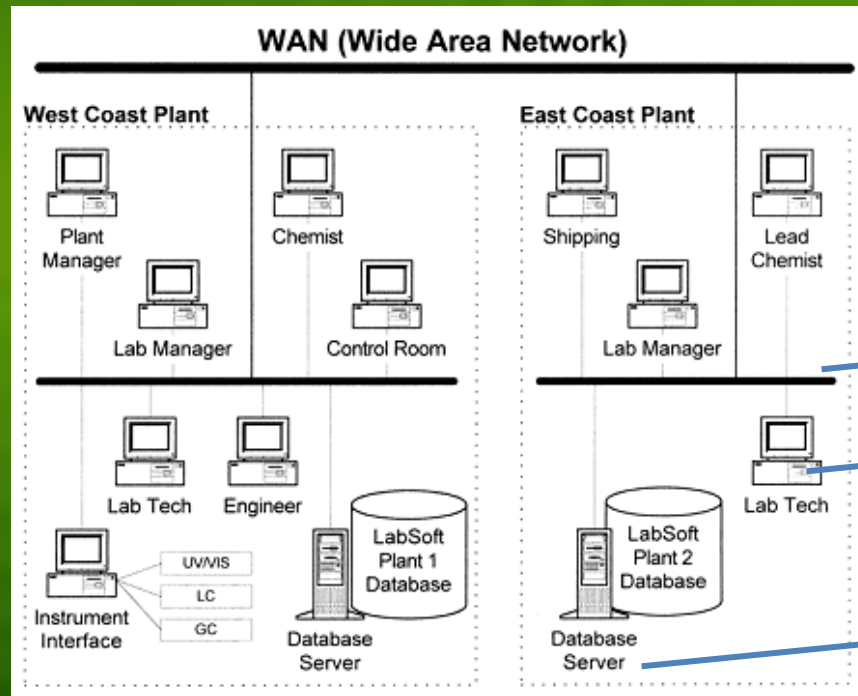 WAN (Wide Area Network)
West Coast Plant
East Coast Plant
Plant
Manager
Chemist
Shipping
Lead
Chemist
Lab Manager
Control Room
Lab Manager
Lab Tech
Engineer
LabSoft
Plant 1
Database
Lab Tech
LabSoft
Plant 2
Database
UV/VIS
LC
GC
Instrument
Interface
Database
Server
Database
Server